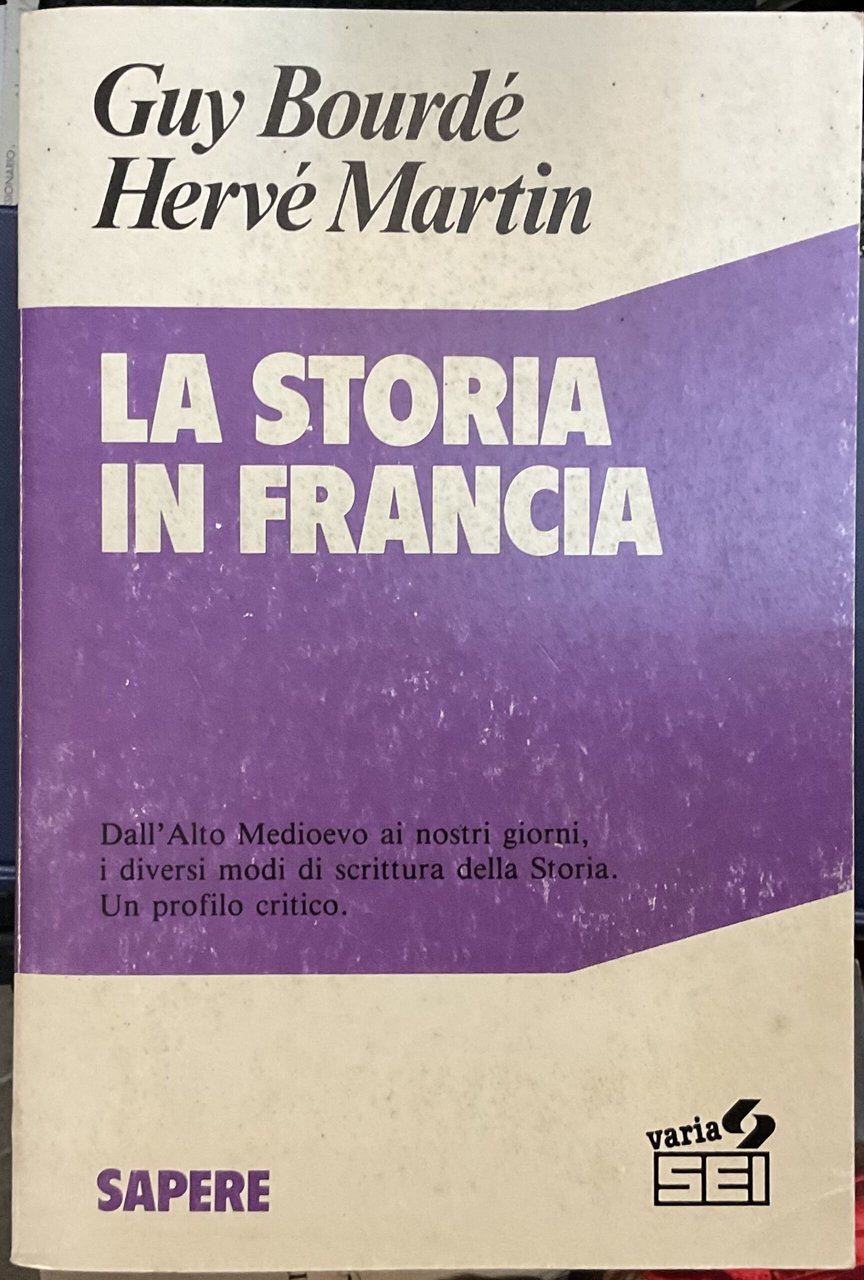 Guy Bourdé
Hervé Martin
LA STORIA
IN FRANCIA
Dall'Alto Medioevo ai nostri giorni,
i diversi modi di scrittura della Storia.
Un profilo critico.
varia
SEI
SAPERE